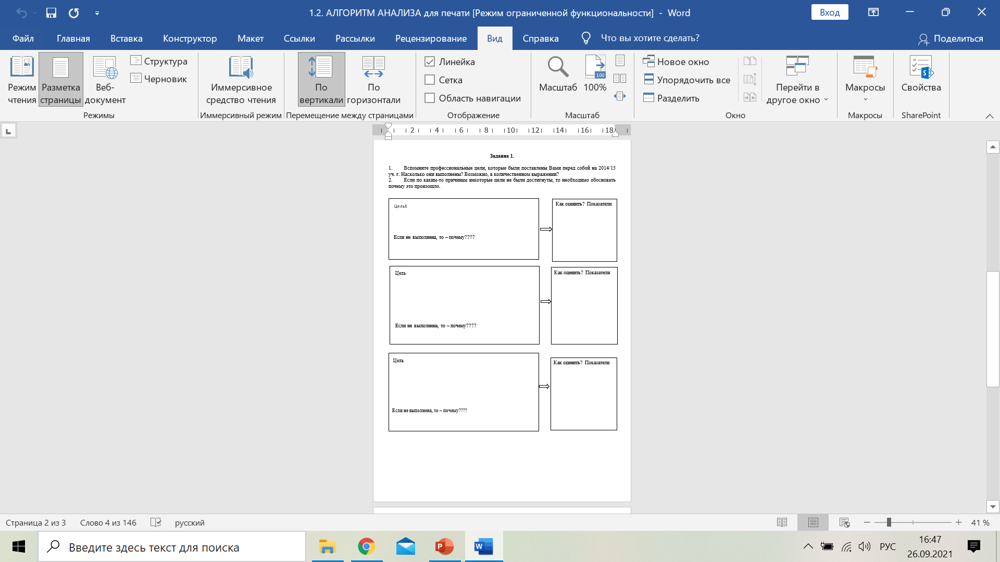 1.2. АЛГОРИТМ АНАЛИЗА для печати [Режим ограниченной функциональности] - Word
Вход
Файл Главная Вставка Конструктор Макет Ссылки Рассылки Рецензирование Вид Справка Что вы хотите сделать? Поделиться
Режим чтения
Разметка страницы
Веб-документ
Структура
Черновик
Режимы
Иммерсивное средство чтения
Иммерсивный режим
По вертикали
По горизонтали
Перемещение между страницами
Линейка
Сетка
Область навигации
Отображение
Масштаб
100
100%
Масштаб
Новое окно
Упорядочить все
Разделить
Перейти в другое окно
Окно
Макросы
Макросы
S
Свойства
SharePoint
L
2 4 6 8 10 12 14 16 18
Задание 1.
1. Вспомните профессиональные цели, которые были поставлены Вами перед собой на 2014/15
уч. г. Насколько они выполнены? Возможно, в количественном выражении?
2. Если по каким-то причинам некоторые цели не были достигнуты, то необходимо обосновать
почему это произошло.
Цель1
Как оценить? Показатели
Если не выполнена, то – почему????
Цель
Как оценить? Показатели
Если не выполнена, то – почему????
Цель
Как оценить? Показатели
Если не выполнена, то – почему????
Страница 2 из 3 Слово 4 из 146 русский 41 %
Введите здесь текст для поиска
P
W
РУС
16:47
26.09.2021